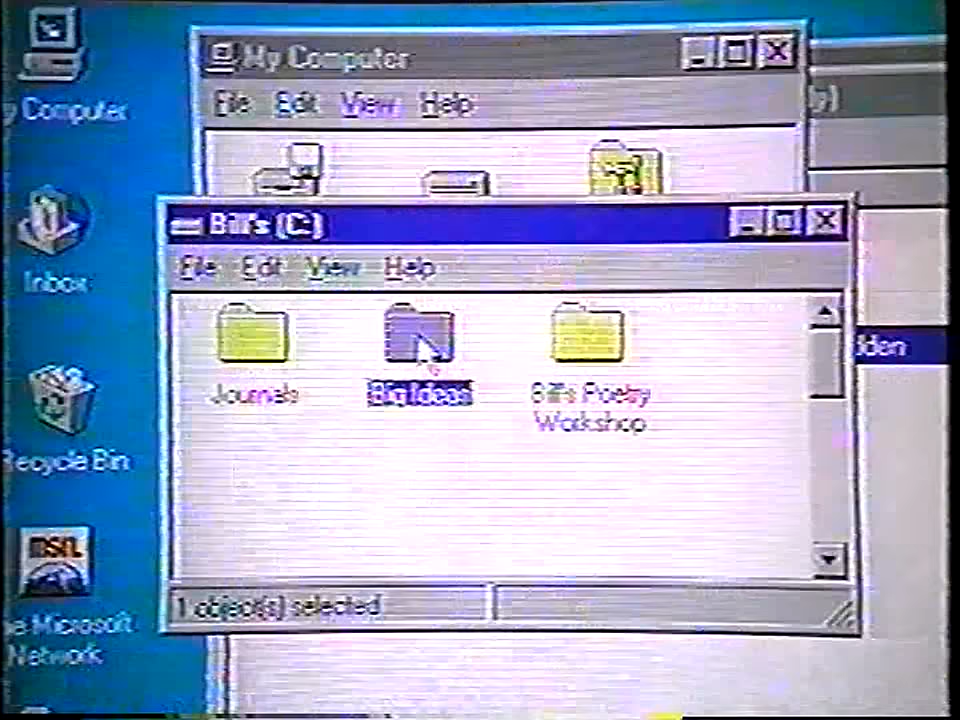 My Computer
File Edit View Help
y Computer
Inbox
Recycle Bin
msn.
e Microsoft
Network
Bill's (C:)
File Edit View Help
Journals
Big Ideas
Bill's Poetry
Workshop
1 object(s) selected
y)
dden